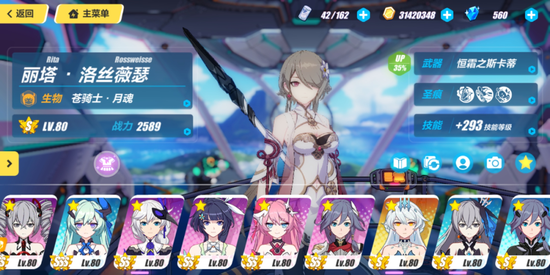 返回
主菜单
42/162
31420348
560
Rita
Rossweisse
丽塔·洛丝薇瑟
生物
苍骑士·月魂
LV.80
战力 2589
UP
35%
武器
恒霜之斯卡蒂
圣痕
技能
+293技能等级
Lv.80
Lv.80
Lv.80
Lv.80
Lv.80
Lv.80
Lv.80
Lv.80
Lv.80